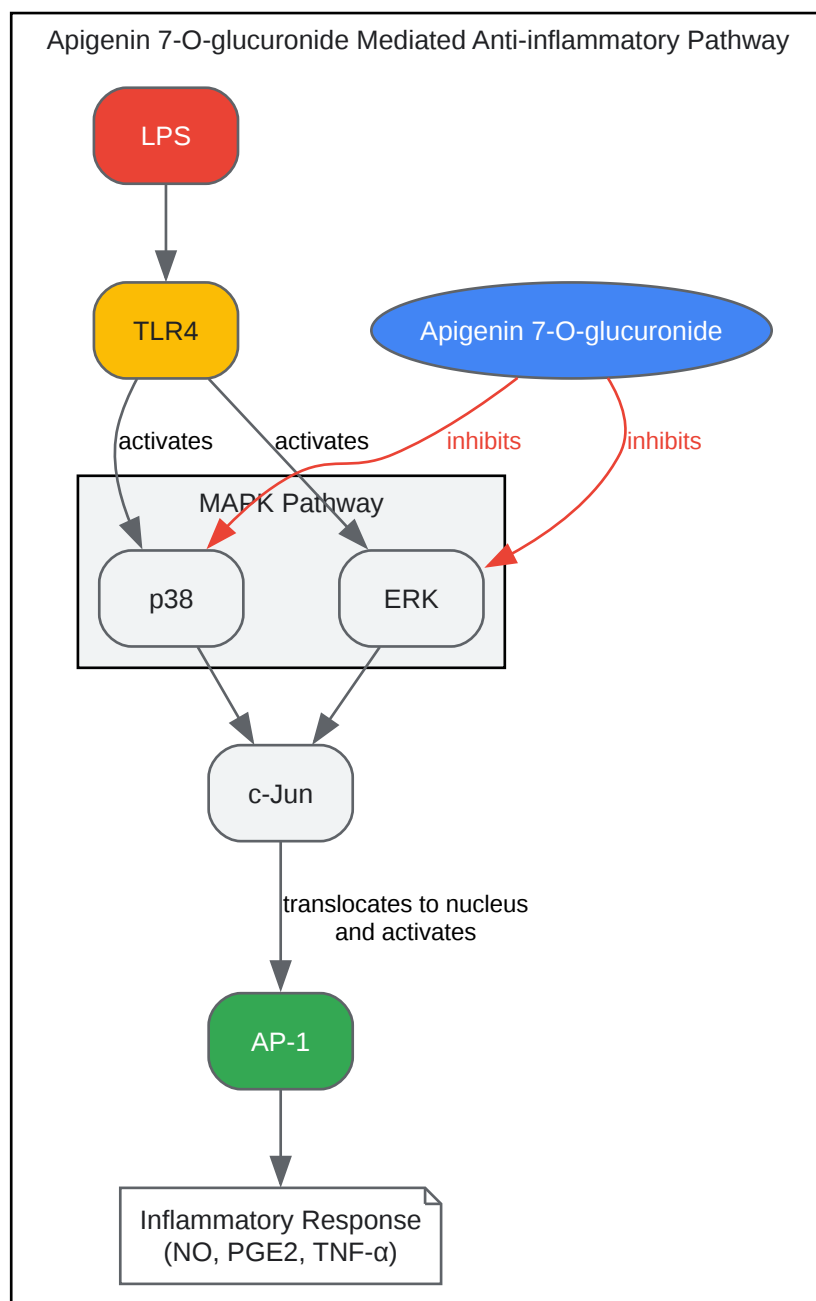 Apigenin 7-O-glucuronide Mediated Anti-inflammatory Pathway
LPS
TLR4
Apigenin 7-O-glucuronide
activates
activates
inhibits
inhibits
MAPK Pathway
p38
ERK
c-Jun
translocates to nucleus
and activates
AP-1
Inflammatory Response
(NO, PGE2, TNF-α)